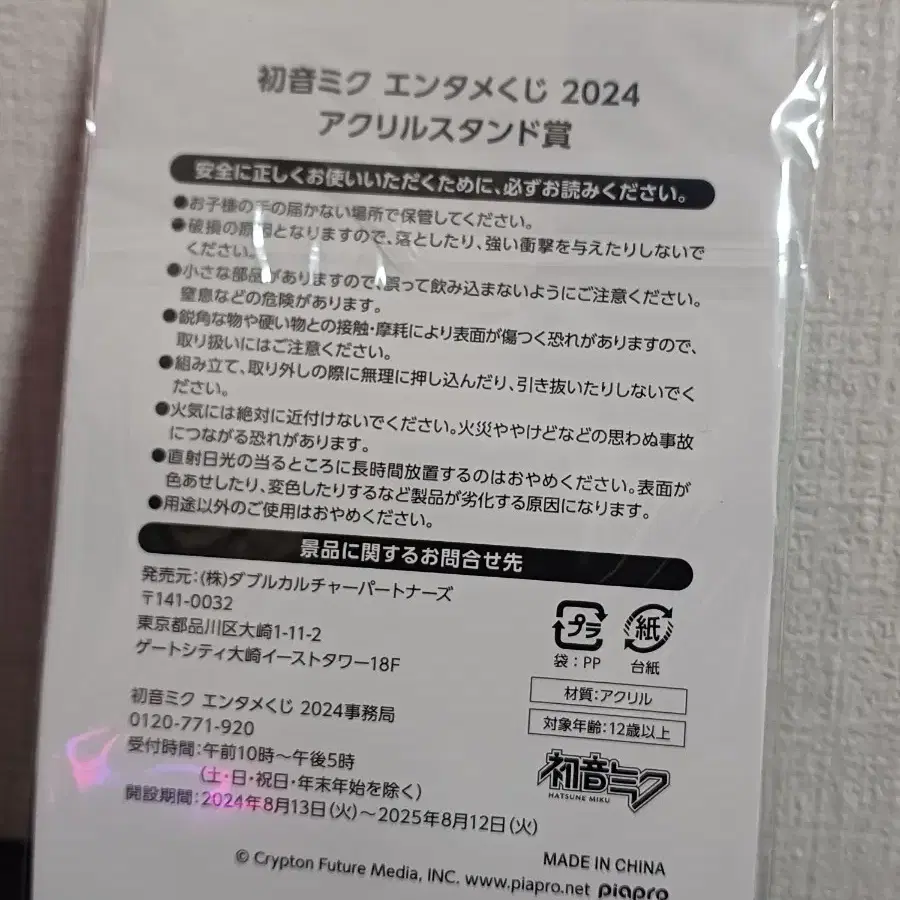 初音ミク エンタメくじ 2024
アクリルスタンド賞
安全に正しくお使いいただくために、必ずお読みください。
●お子様の手の届かない場所で保管してください。
●破損の原因となりますので、落としたり、強い衝撃を与えたりしないで
ください。
●小さな部品がありますので、誤って飲み込まないようにご注意ください。
窒息などの危険があります。
●鋭角な物や硬い物との接触・摩耗により表面が傷つく恐れがありますので、
取り扱いにはご注意ください。
●組み立て、取り外しの際に無理に押し込んだり、引き抜いたりしないでく
ださい。
●火気には絶対に近付けないでください。火災ややけどなどの思わぬ事故
につながる恐れがあります。
●直射日光の当るところに長時間放置するのはおやめください。表面が
色あせしたり、変色したりするなど製品が劣化する原因になります。
●用途以外のご使用はおやめください。
景品に関するお問合せ先
発売元：(株)ダブルカルチャーパートナーズ
〒141-0032
東京都品川区大崎1-11-2
ゲートシティ大崎イーストタワー18F
プラ
袋：PP
紙
台紙
材質：アクリル
対象年齢：12歳以上
初音ミク エンタメくじ 2024事務局
0120-771-920
受付時間：午前10時～午後5時
(土・日・祝日・年末年始を除く)
開設期間：2024年8月13日(火)～2025年8月12日(火)
初音ミク
HATSUNE MIKU
MADE IN CHINA
© Crypton Future Media, INC. www.piapro.net piapro